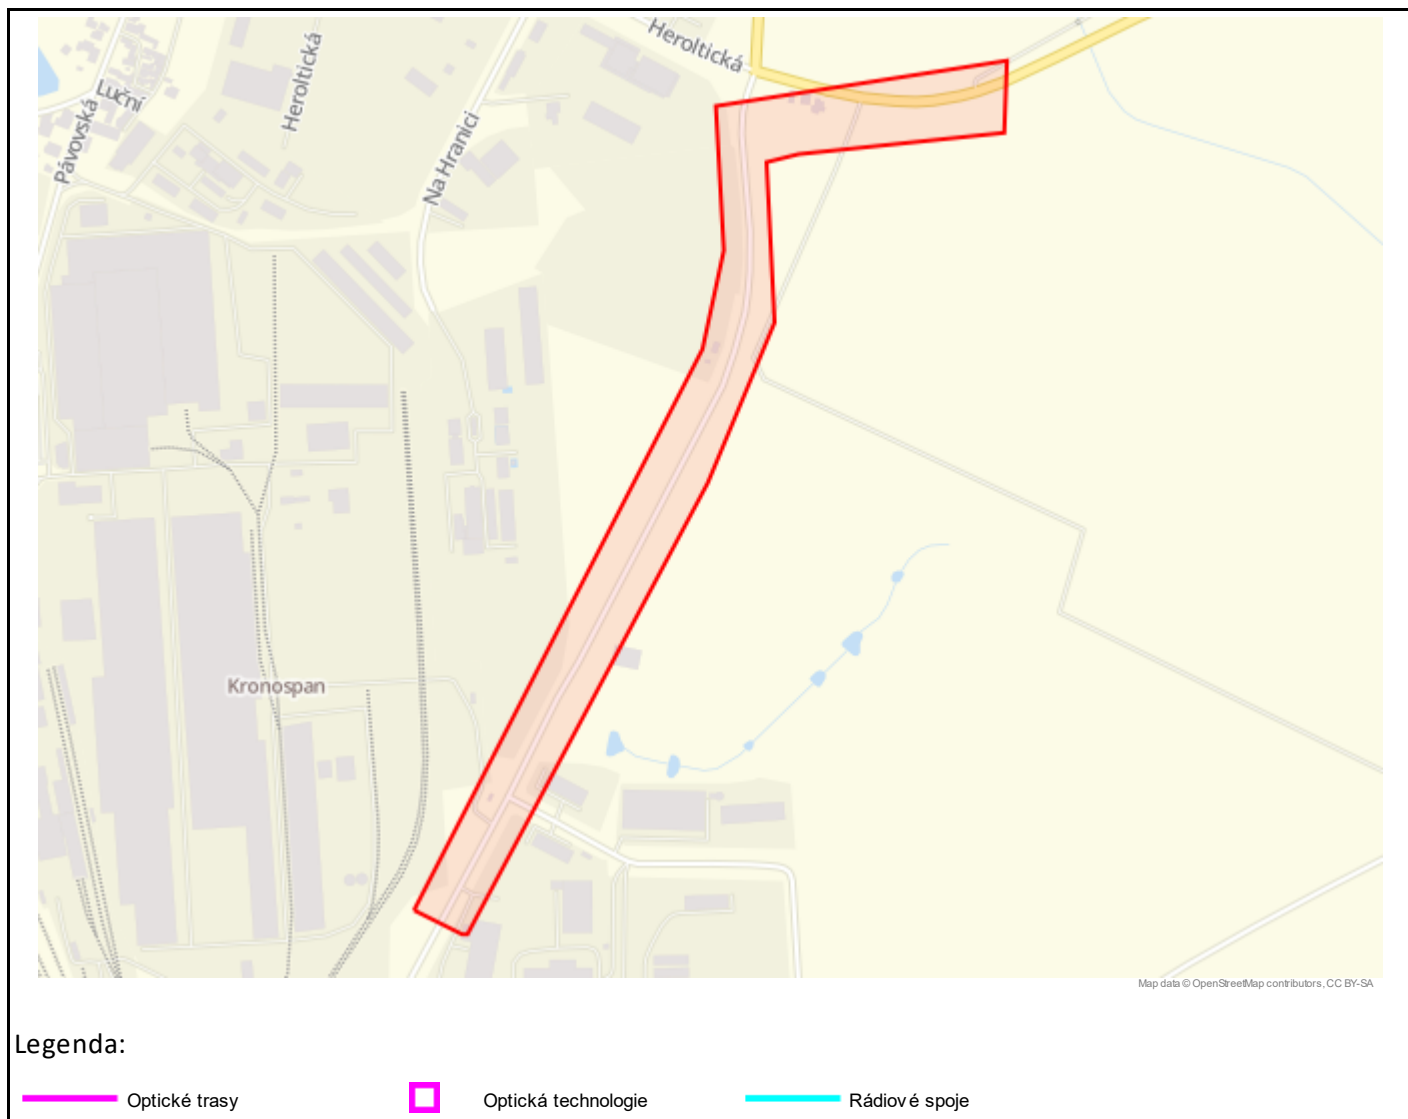 Heroltická
Luční
Heroltická
Pávovská
Na Hranici
Kronospan
Map data © OpenStreetMap contributors, CC BY-SA
Legenda:
Optické trasy
Optická technologie
Rádiové spoje